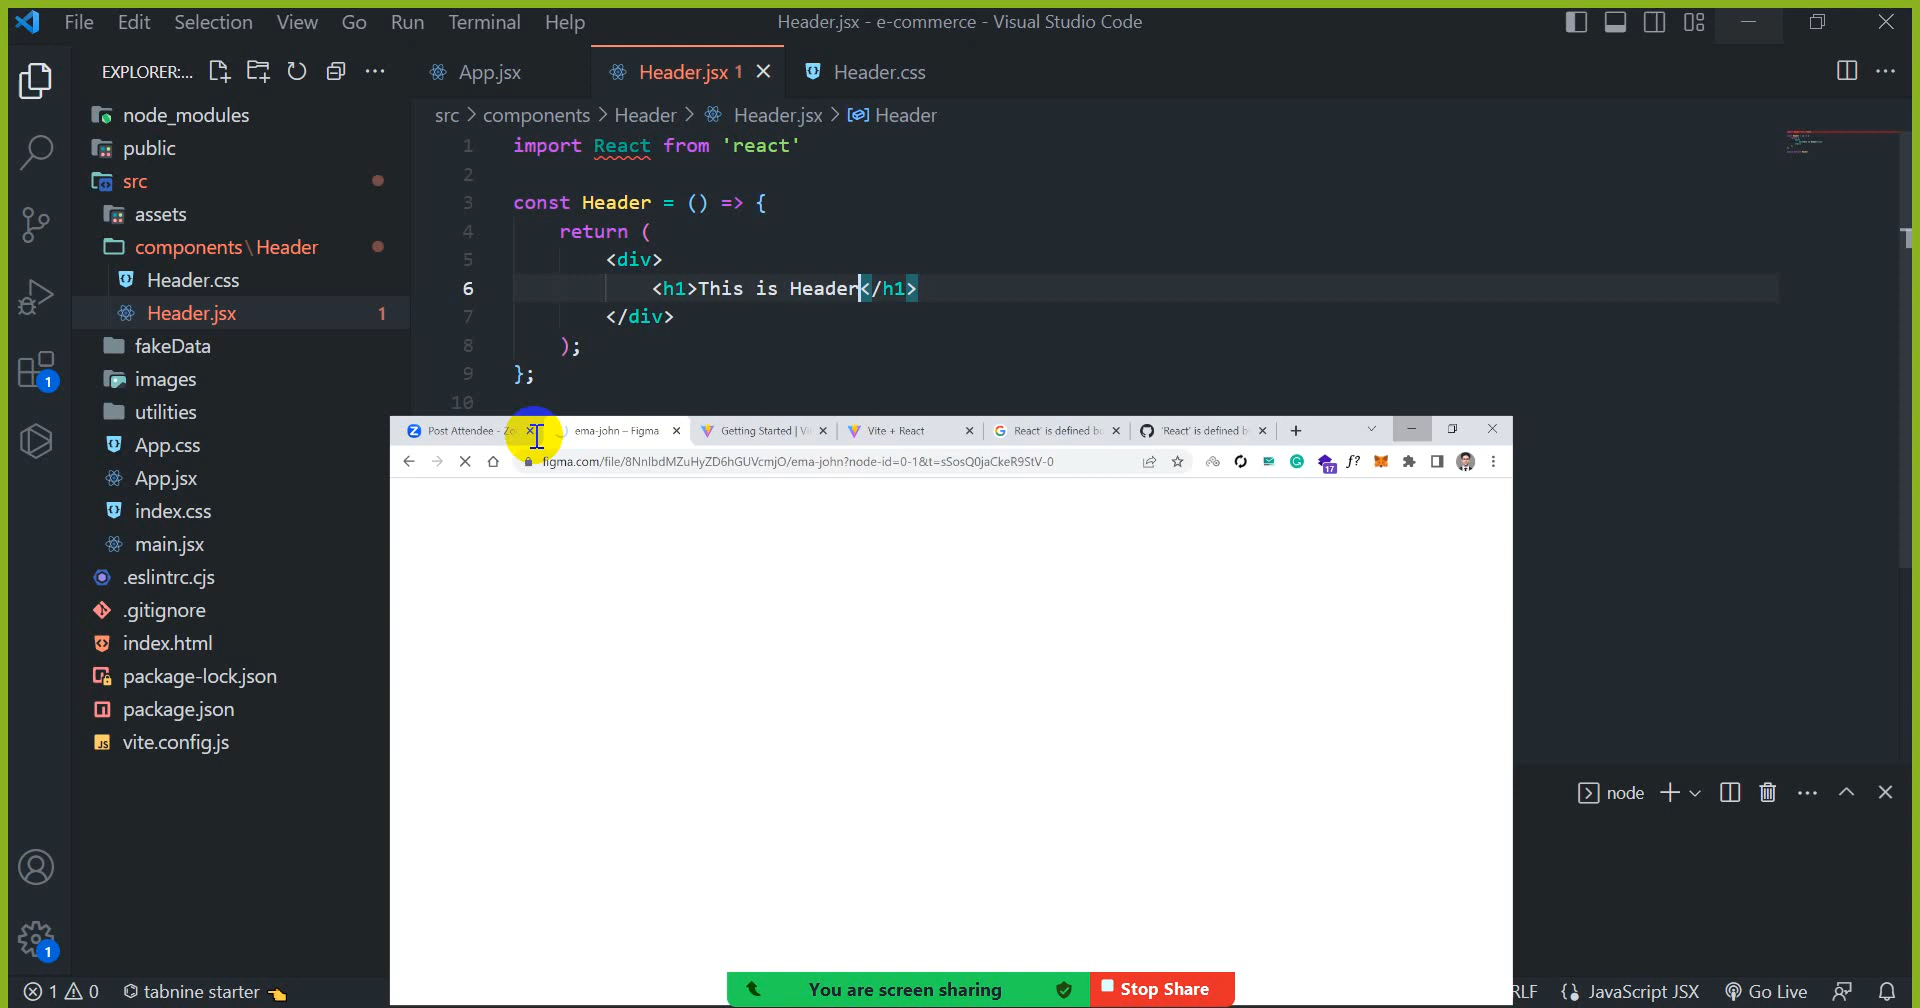 File Edit Selection View Go Run Terminal Help
Header.jsx - e-commerce - Visual Studio Code
EXPLORER:...
node_modules
public
src
assets
components\Header
Header.css
Header.jsx 1
fakeData
images
utilities
App.css
App.jsx
index.css
main.jsx
.eslintrc.cjs
.gitignore
index.html
package-lock.json
package.json
vite.config.js
App.jsx
Header.jsx 1
Header.css
src > components > Header > Header.jsx > Header
1 import React from 'react'
2
3 const Header = () => {
4 return (
5 <div>
6 <h1>This is Header</h1>
7 </div>
8 );
9 };
10
Post Attendee - Zo
ema-john – Figma
Getting Started | Vi
Vite + React
React' is defined bu
'React' is defined b
figma.com/file/8NnlbdMZuHyZD6hGUVcmjO/ema-john?node-id=0-1&t=sSosQ0jaCkeR9StV-0
17
f?
node
1
1
1 0
tabnine starter
You are screen sharing
Stop Share
RLF
JavaScript JSX
Go Live